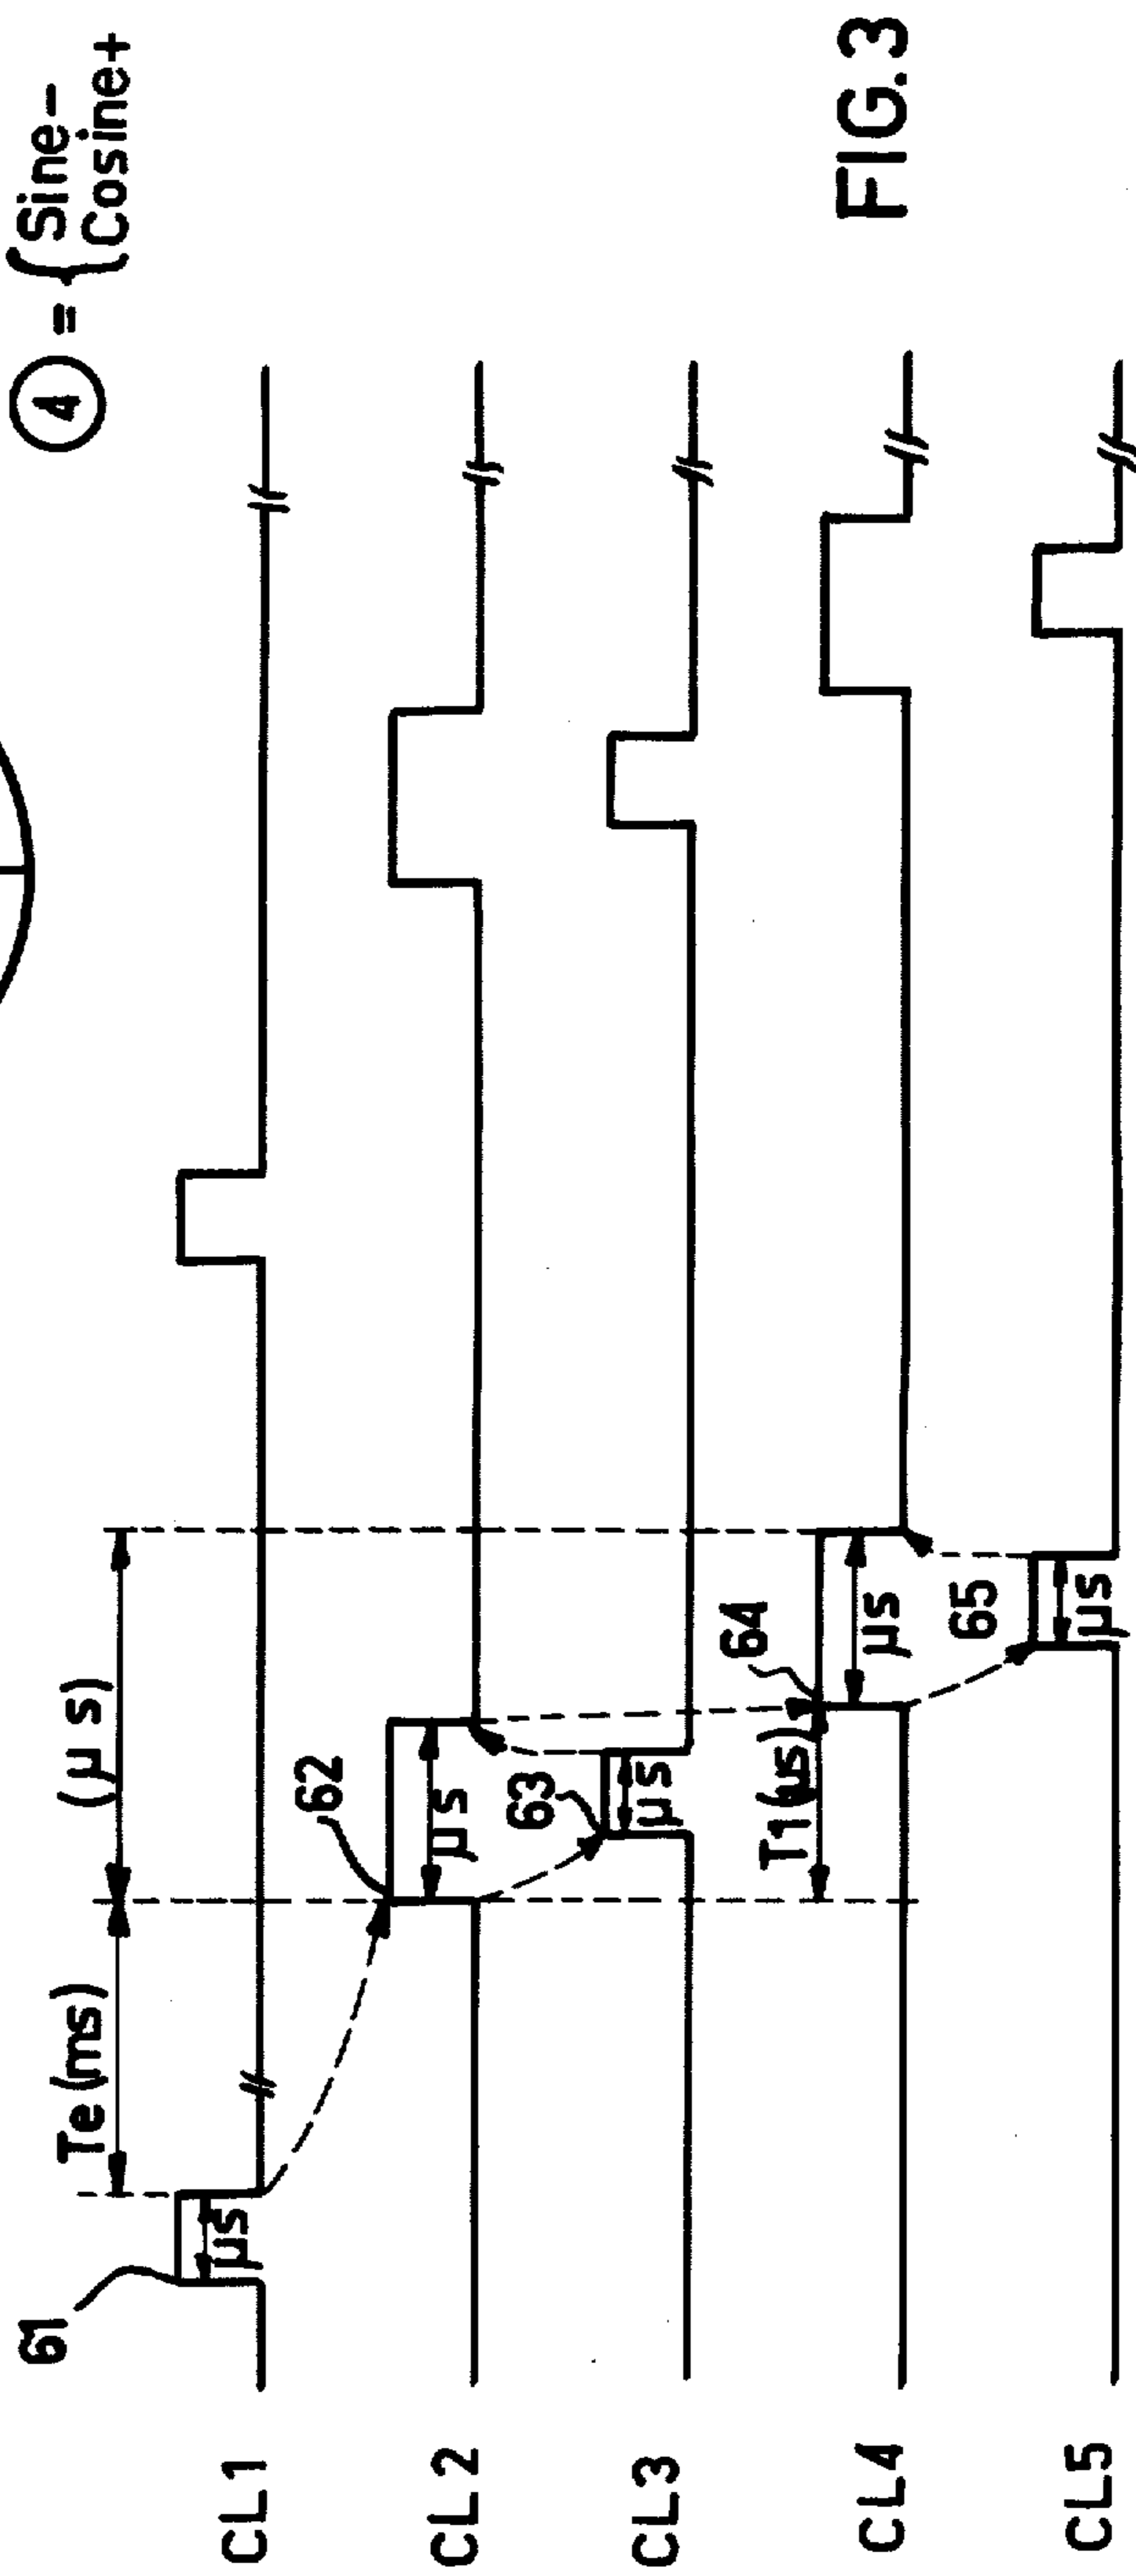 ④ = { Sine-
Cosine+
Te (ms)
(µ s)
61
µs
CL1
62
µs
CL2
63
µs
CL3
T1(µs)
64
µs
CL4
65
µs
CL5
FIG.3